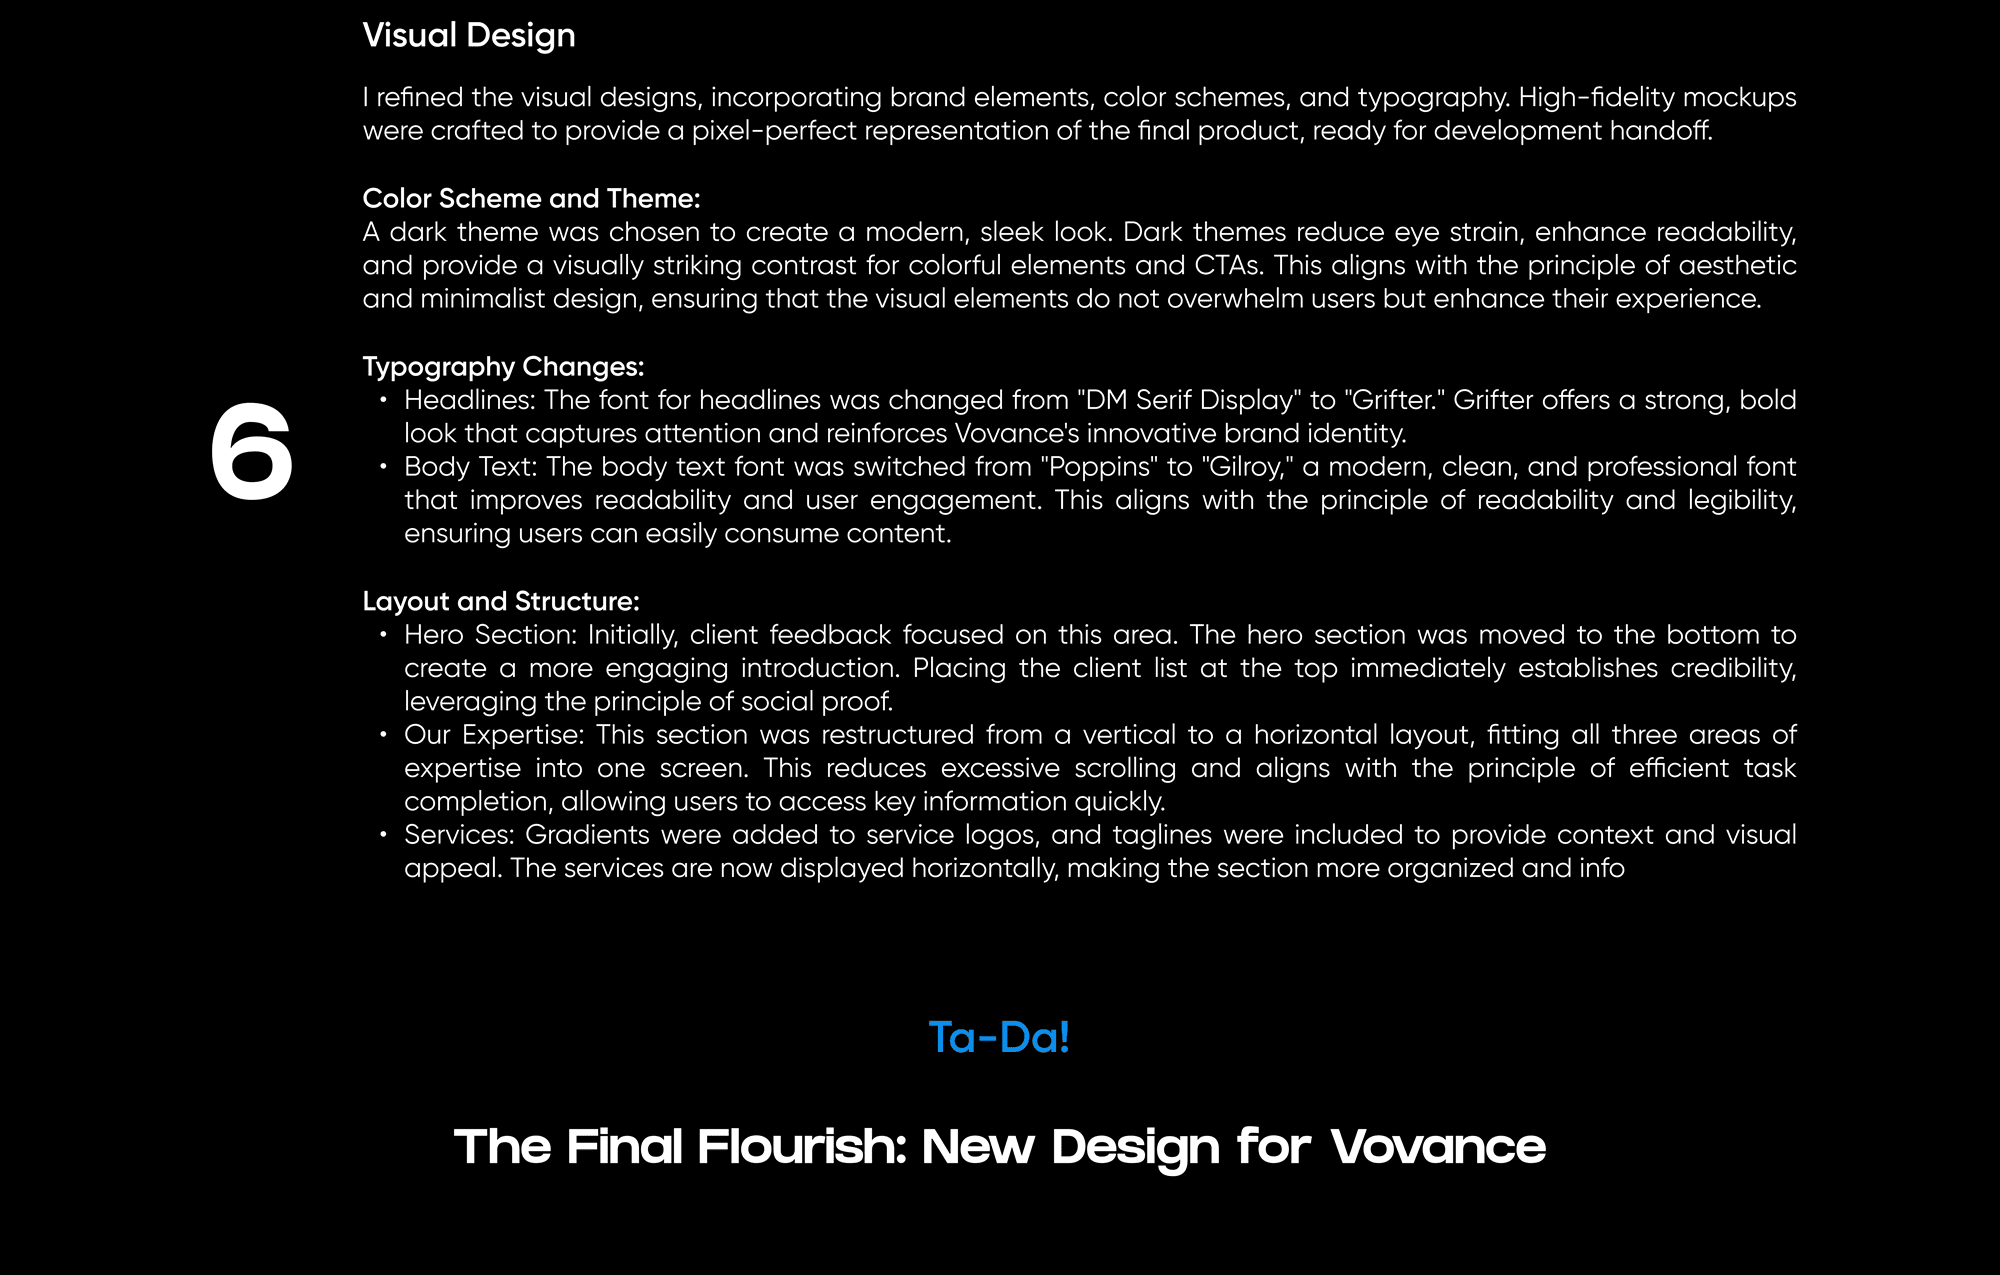 Visual Design
I refined the visual designs, incorporating brand elements, color schemes, and typography. High-fidelity mockups
were crafted to provide a pixel-perfect representation of the final product, ready for development handoff.
Color Scheme and Theme:
A dark theme was chosen to create a modern, sleek look. Dark themes reduce eye strain, enhance readability,
and provide a visually striking contrast for colorful elements and CTAs. This aligns with the principle of aesthetic
and minimalist design, ensuring that the visual elements do not overwhelm users but enhance their experience.
6
Typography Changes:
• Headlines: The font for headlines was changed from "DM Serif Display" to "Grifter." Grifter offers a strong, bold
look that captures attention and reinforces Vovance's innovative brand identity.
• Body Text: The body text font was switched from "Poppins" to "Gilroy," a modern, clean, and professional font
that improves readability and user engagement. This aligns with the principle of readability and legibility,
ensuring users can easily consume content.
Layout and Structure:
• Hero Section: Initially, client feedback focused on this area. The hero section was moved to the bottom to
create a more engaging introduction. Placing the client list at the top immediately establishes credibility,
leveraging the principle of social proof.
• Our Expertise: This section was restructured from a vertical to a horizontal layout, fitting all three areas of
expertise into one screen. This reduces excessive scrolling and aligns with the principle of efficient task
completion, allowing users to access key information quickly.
• Services: Gradients were added to service logos, and taglines were included to provide context and visual
appeal. The services are now displayed horizontally, making the section more organized and info
Ta-Da!
The Final Flourish: New Design for Vovance